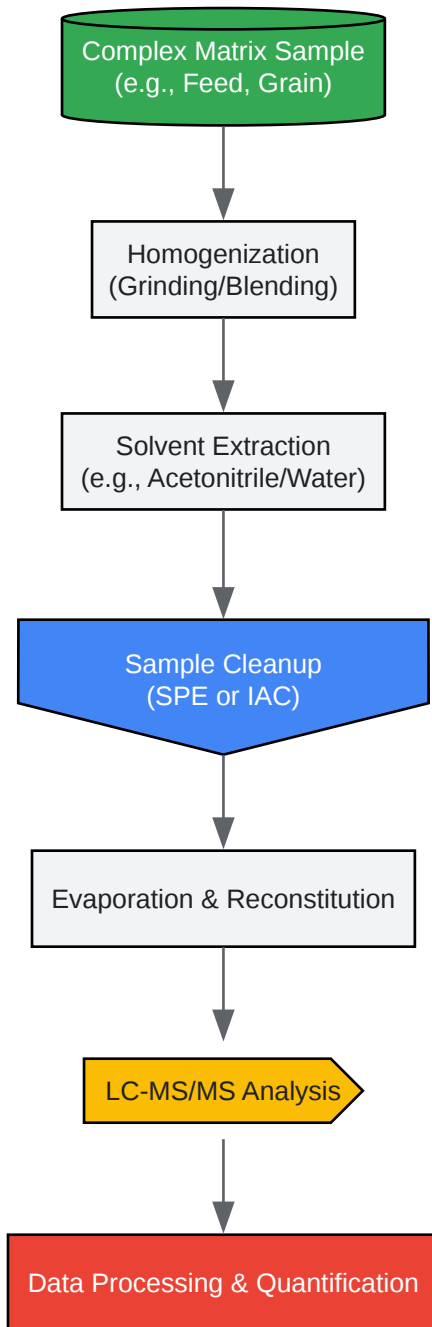 Complex Matrix Sample
(e.g., Feed, Grain)
Homogenization
(Grinding/Blending)
Solvent Extraction
(e.g., Acetonitrile/Water)
Sample Cleanup
(SPE or IAC)
Evaporation & Reconstitution
LC-MS/MS Analysis
Data Processing & Quantification